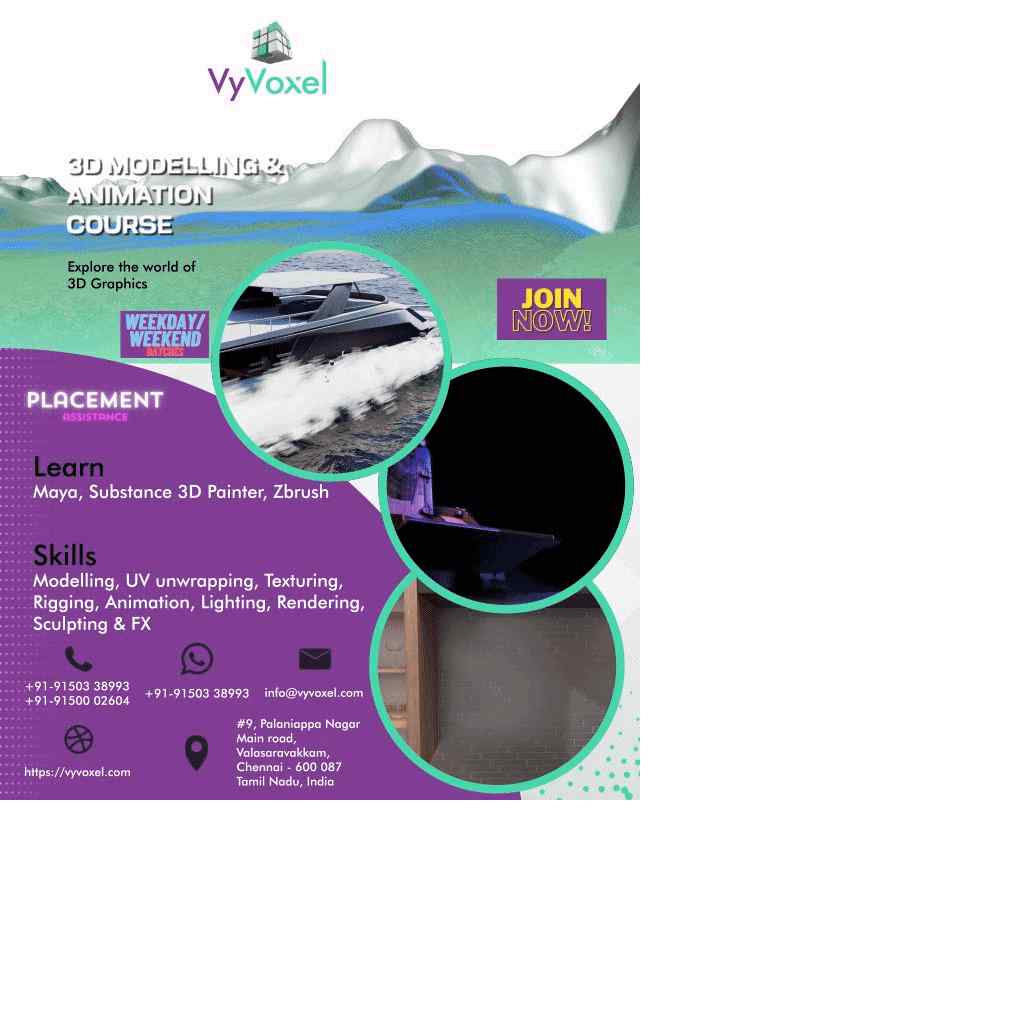 VyVoxel
3D MODELLING &
ANIMATION
COURSE
Explore the world of
3D Graphics
WEEKDAY/
WEEKEND
BATCHES
JOIN
NOW!
PLACEMENT
ASSISTANCE
Learn
Maya, Substance 3D Painter, Zbrush
Skills
Modelling, UV unwrapping, Texturing,
Rigging, Animation, Lighting, Rendering,
Sculpting & FX
+91-91503 38993
+91-91500 02604
+91-91503 38993
info@vyvoxel.com
https://vyvoxel.com
#9, Palaniappa Nagar
Main road,
Valasaravakkam,
Chennai - 600 087
Tamil Nadu, India